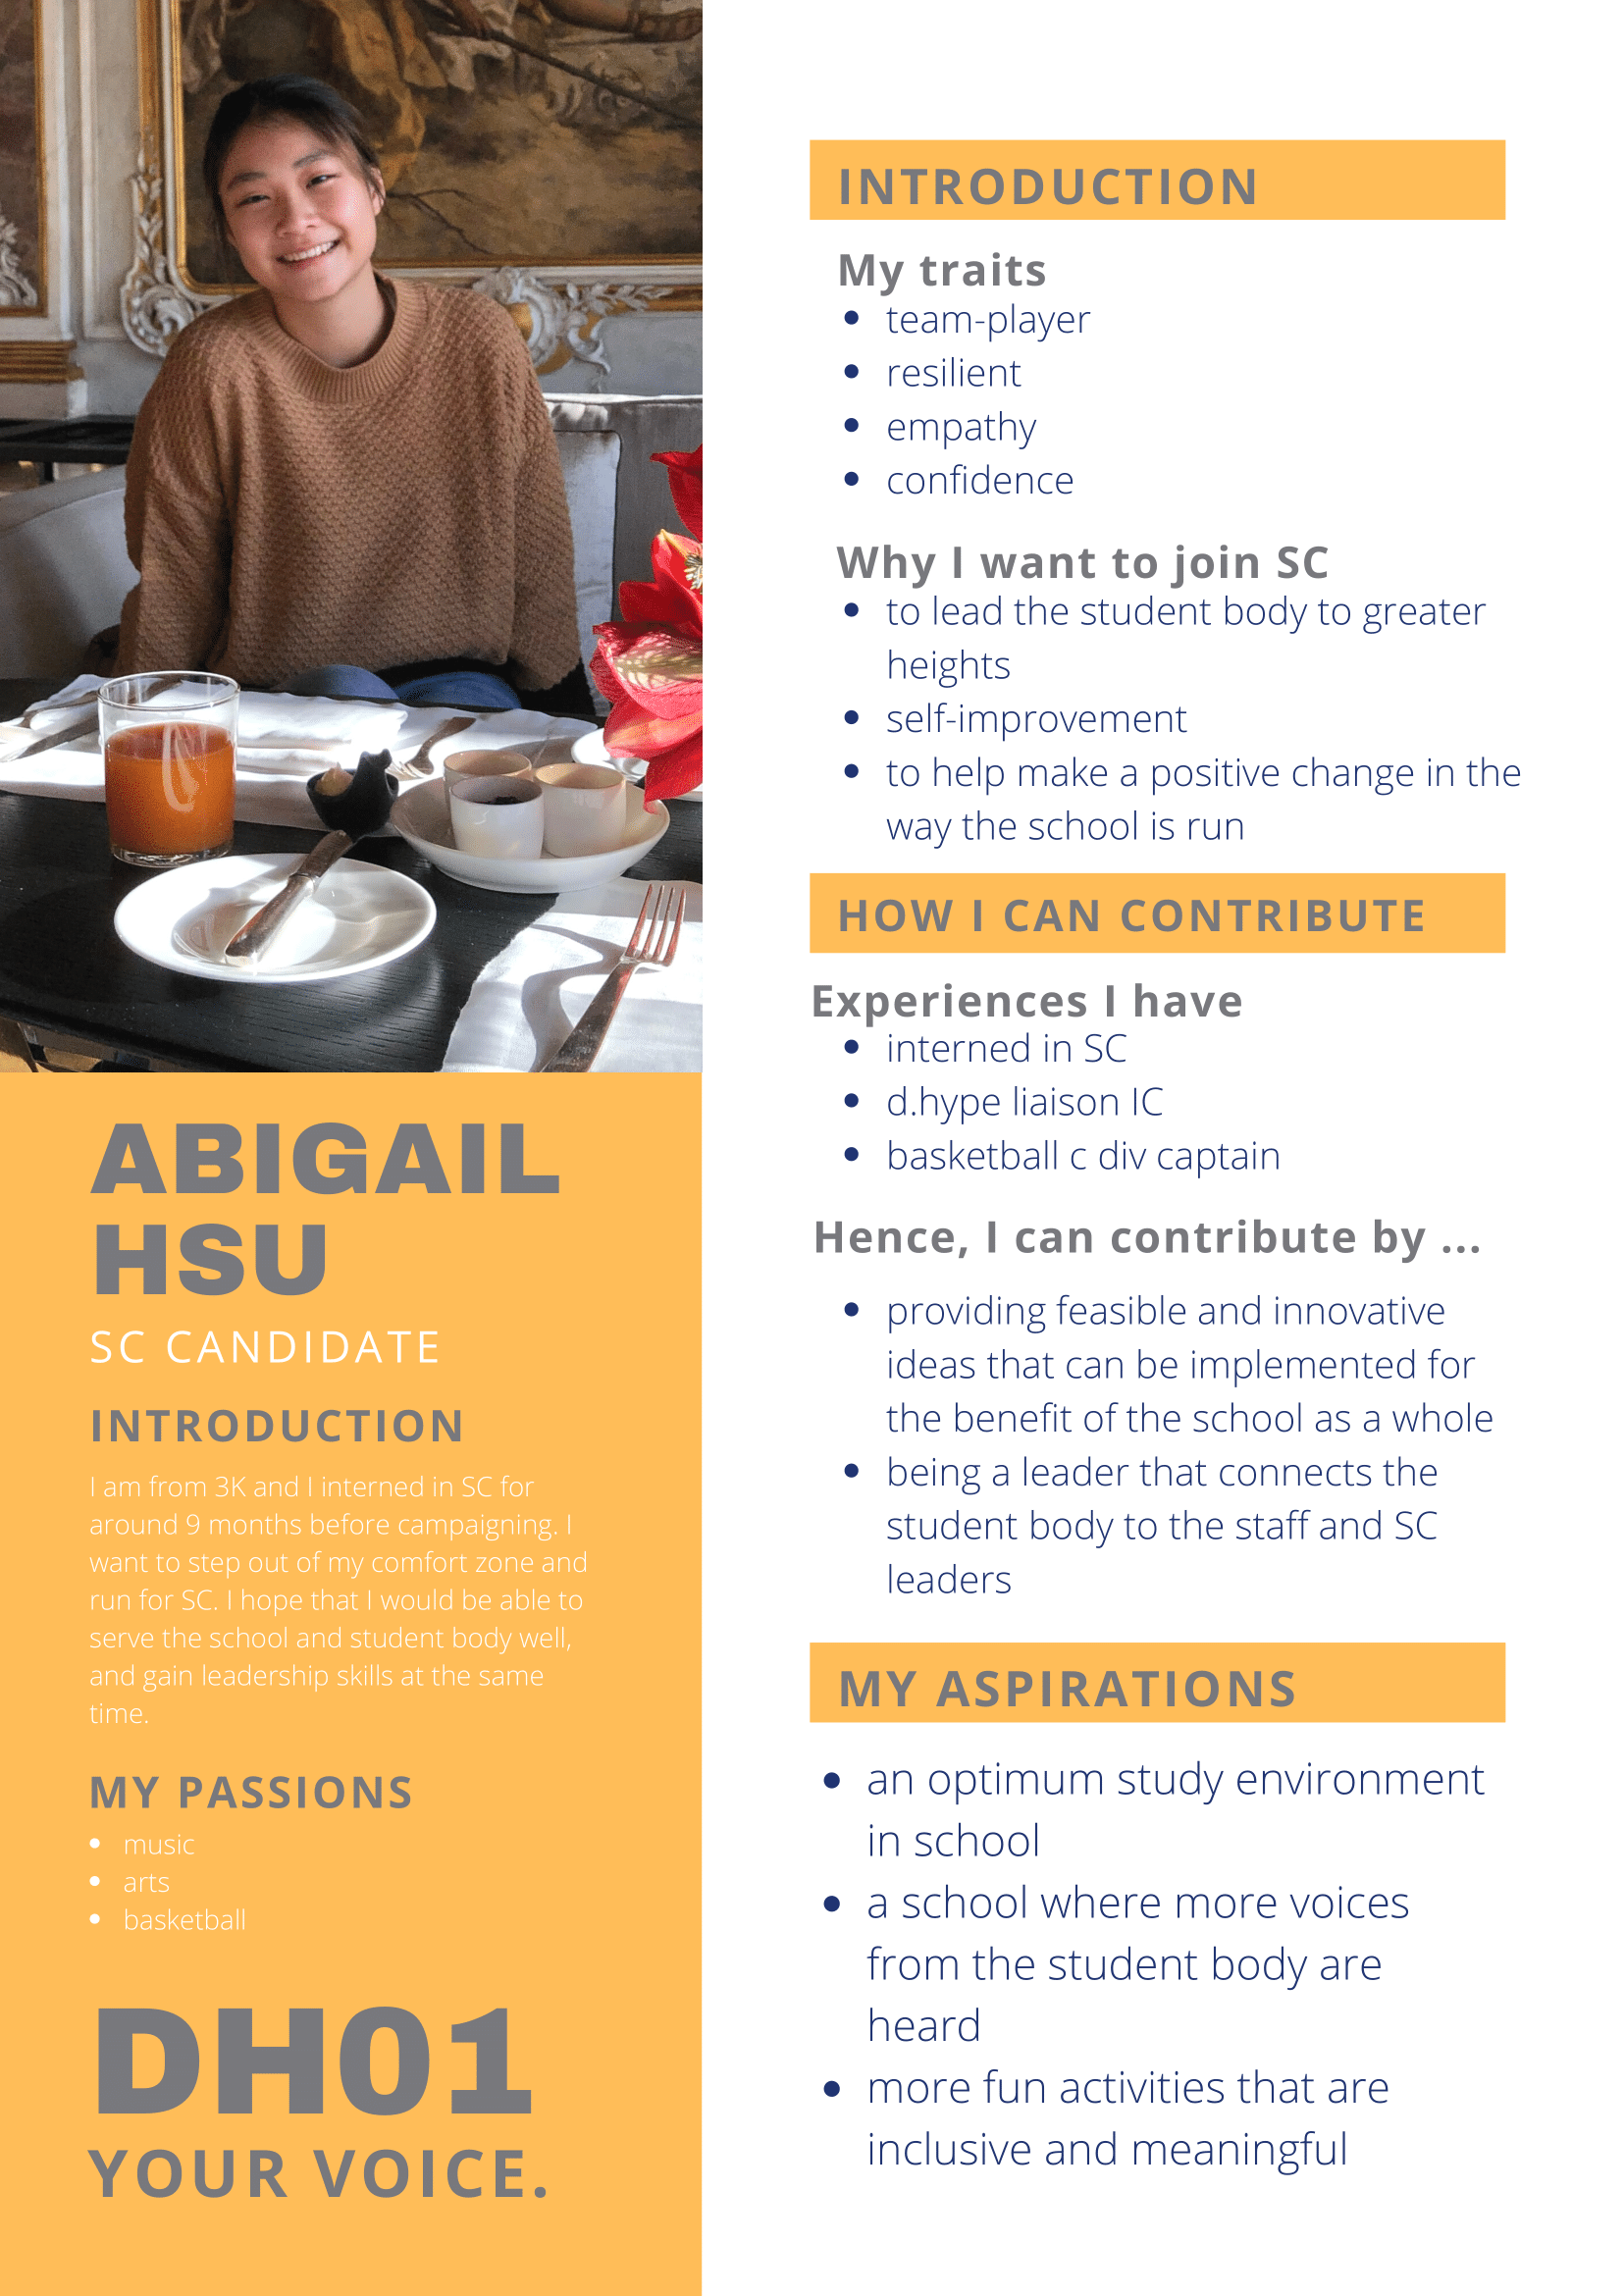 ABIGAIL
HSU
SC CANDIDATE
INTRODUCTION
I am from 3K and I interned in SC for
around 9 months before campaigning. I
want to step out of my comfort zone and
run for SC. I hope that I would be able to
serve the school and student body well,
and gain leadership skills at the same
time.
MY PASSIONS
• music
• arts
• basketball
DH01
YOUR VOICE.
INTRODUCTION
My traits
• team-player
• resilient
• empathy
• confidence
Why I want to join SC
• to lead the student body to greater
heights
• self-improvement
• to help make a positive change in the
way the school is run
HOW I CAN CONTRIBUTE
Experiences I have
• interned in SC
• d.hype liaison IC
• basketball c div captain
Hence, I can contribute by ...
• providing feasible and innovative
ideas that can be implemented for
the benefit of the school as a whole
• being a leader that connects the
student body to the staff and SC
leaders
MY ASPIRATIONS
• an optimum study environment
in school
• a school where more voices
from the student body are
heard
• more fun activities that are
inclusive and meaningful